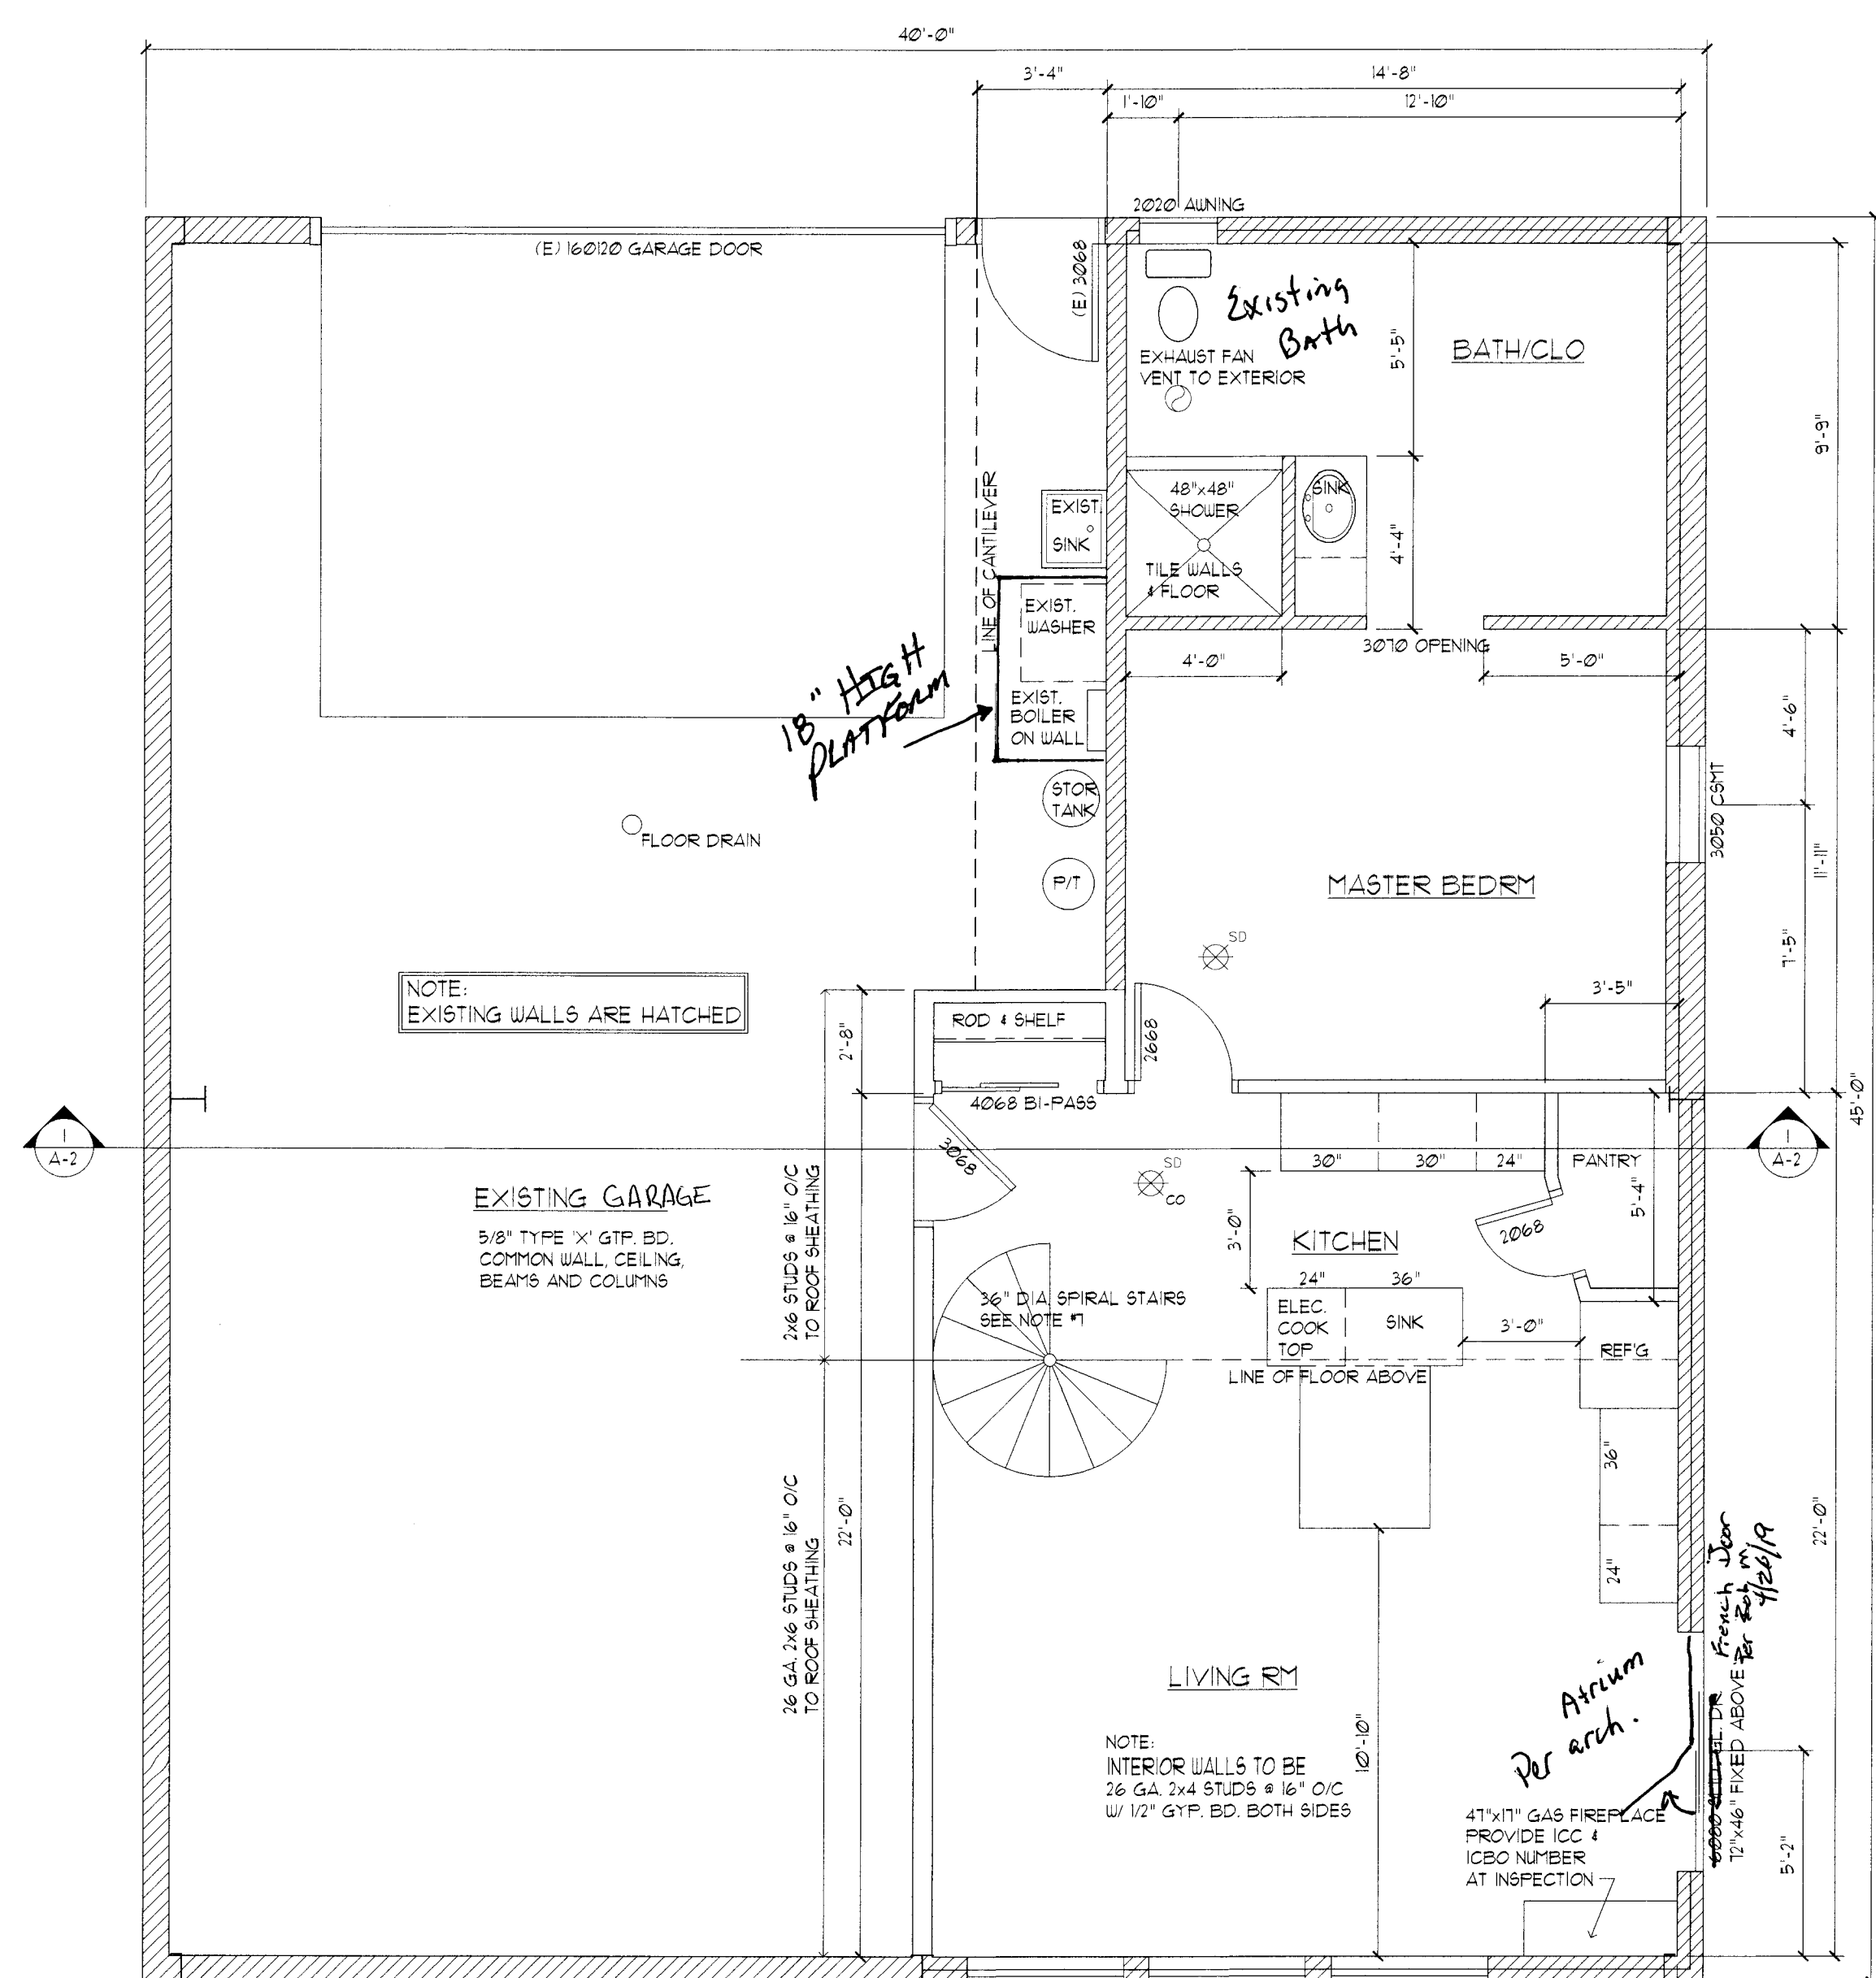 40'-0"
3'-4"
14'-8"
1'-10"
12'-10"
2020 AWNING
(E) 160120 GARAGE DOOR
(E) 3068
Existing
Bath
EXHAUST FAN
VENT TO EXTERIOR
5'-5"
BATH/CLO
9'-9"
LINE OF CANTILEVER
EXIST.
SINK
48"x48"
SHOWER
TILE WALLS
& FLOOR
SINK
4'-4"
EXIST.
WASHER
3070 OPENING
4'-0"
5'-0"
18" HIGH
PLATFORM
EXIST.
BOILER
ON WALL
4'-6"
STOR
TANK
3050 CSMT
FLOOR DRAIN
11'-11"
P/T
MASTER BEDRM
SD
7'-5"
NOTE:
EXISTING WALLS ARE HATCHED
3'-5"
ROD & SHELF
2'-8"
2668
4068 BI-PASS
45'-0"
1
A-2
1
A-2
3068
30"
30"
24"
PANTRY
SD
CO
5'-4"
2x6 STUDS @ 16" O/C
TO ROOF SHEATHING
EXISTING GARAGE
5/8" TYPE 'X' GTP. BD.
COMMON WALL, CEILING,
BEAMS AND COLUMNS
3'-0"
KITCHEN
2068
24"
36"
36" DIA. SPIRAL STAIRS
SEE NOTE #7
ELEC.
COOK
TOP
SINK
3'-0"
REF'G
LINE OF FLOOR ABOVE
36"
24"
22'-0"
22'-0"
26 GA. 2x6 STUDS @ 16" O/C
TO ROOF SHEATHING
French Door
Per Bob M
4/26/19
LIVING RM
Atrium
Per arch.
10'-10"
NOTE:
INTERIOR WALLS TO BE
26 GA. 2x4 STUDS @ 16" O/C
W/ 1/2" GYP. BD. BOTH SIDES
47"x17" GAS FIREPLACE
PROVIDE ICC &
ICBO NUMBER
AT INSPECTION
GL. DR
72"x46" FIXED ABOVE
5'-2"